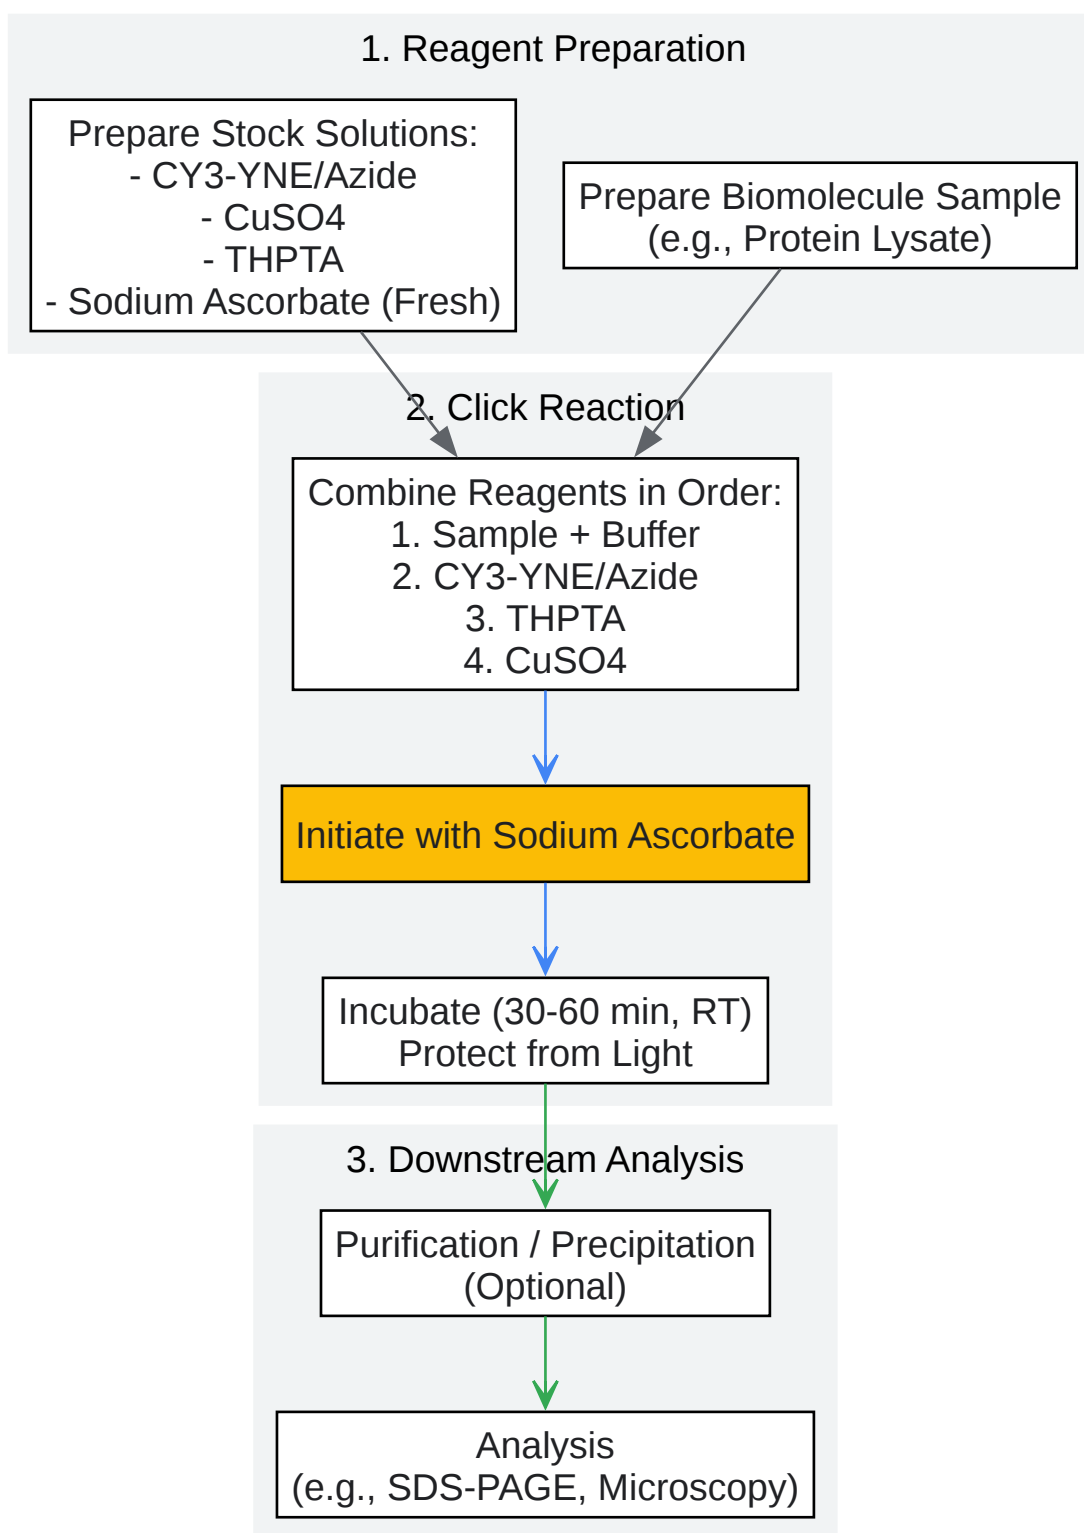 1. Reagent Preparation
Prepare Stock Solutions:
- CY3-YNE/Azide
- CuSO4
- THPTA
- Sodium Ascorbate (Fresh)
Prepare Biomolecule Sample
(e.g., Protein Lysate)
2. Click Reaction
Combine Reagents in Order:
1. Sample + Buffer
2. CY3-YNE/Azide
3. THPTA
4. CuSO4
Initiate with Sodium Ascorbate
Incubate (30-60 min, RT)
Protect from Light
3. Downstream Analysis
Purification / Precipitation
(Optional)
Analysis
(e.g., SDS-PAGE, Microscopy)